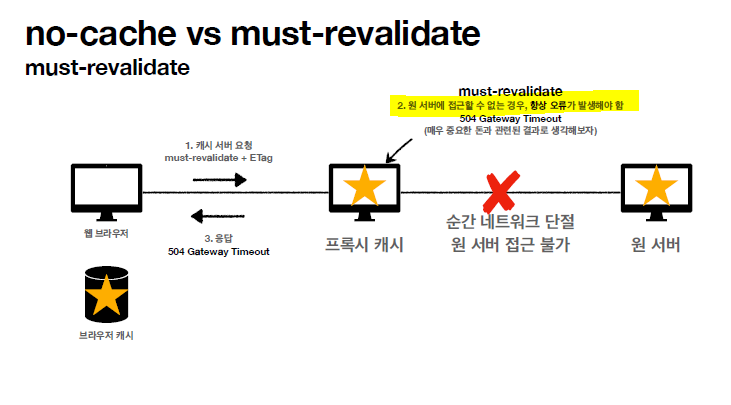 no-cache vs must-revalidate
must-revalidate
must-revalidate
2. 원 서버에 접근할 수 없는 경우, 항상 오류가 발생해야 함
504 Gateway Timeout
(매우 중요한 돈과 관련된 결과로 생각해보자)
1. 캐시 서버 요청
must-revalidate + ETag
웹 브라우저
3. 응답
504 Gateway Timeout
프록시 캐시
순간 네트워크 단절
원 서버 접근 불가
원 서버
브라우저 캐시